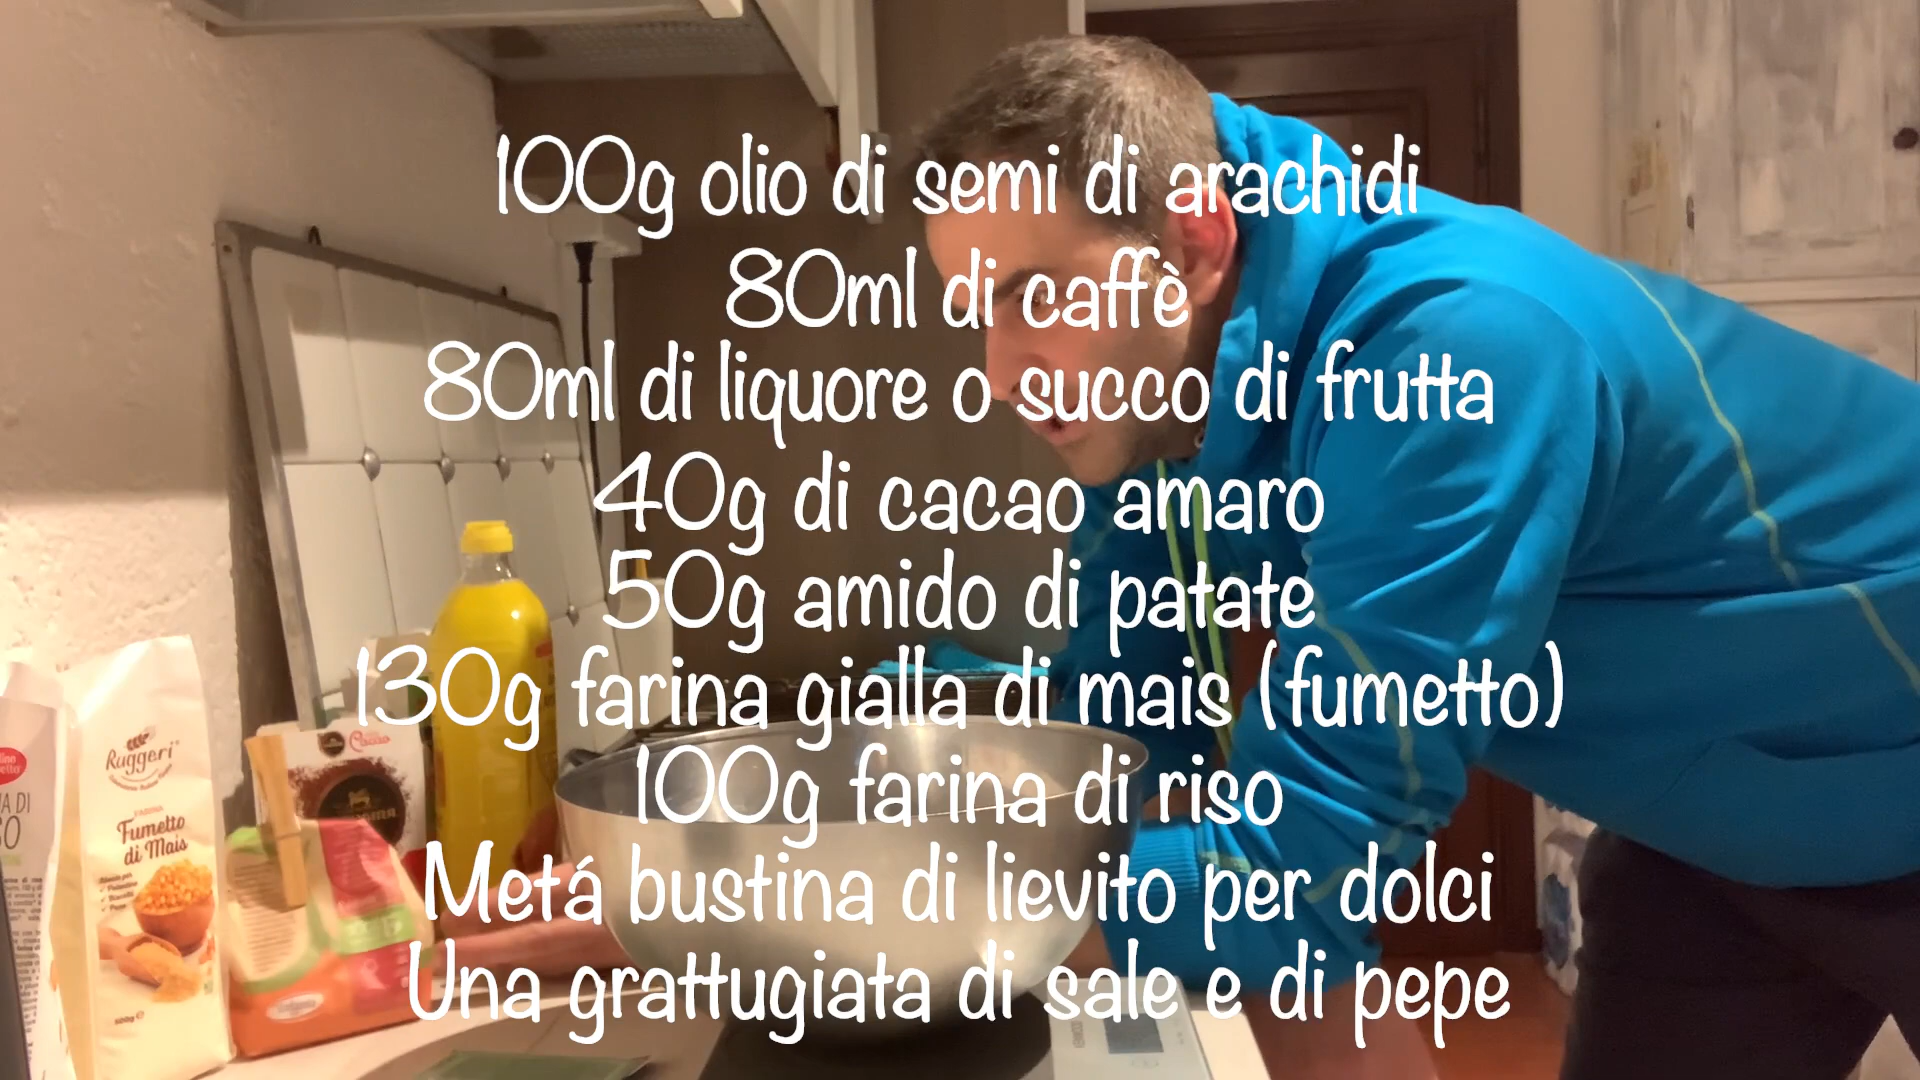 100g olio di semi di arachidi
80ml di caffè
80ml di liquore o succo di frutta
40g di cacao amaro
50g amido di patate
130g farina gialla di mais (fumetto)
100g farina di riso
Metá bustina di lievito per dolci
Una grattugiata di sale e di pepe
Ruggeri
FARINA
Fumetto
di Mais
Cacao